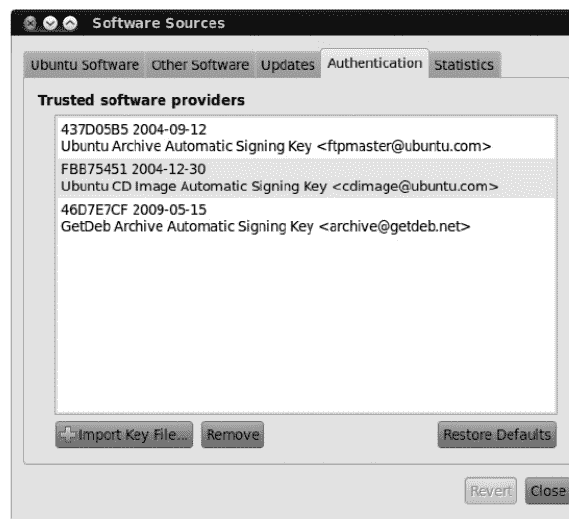 Software Sources
Ubuntu Software Other Software Updates Authentication Statistics
Trusted software providers
437D05B5 2004-09-12
Ubuntu Archive Automatic Signing Key <ftpmaster@ubuntu.com>
FBB75451 2004-12-30
Ubuntu CD Image Automatic Signing Key <cdimage@ubuntu.com>
46D7E7CF 2009-05-15
GetDeb Archive Automatic Signing Key <archive@getdeb.net>
Import Key File... Remove Restore Defaults
Revert Close